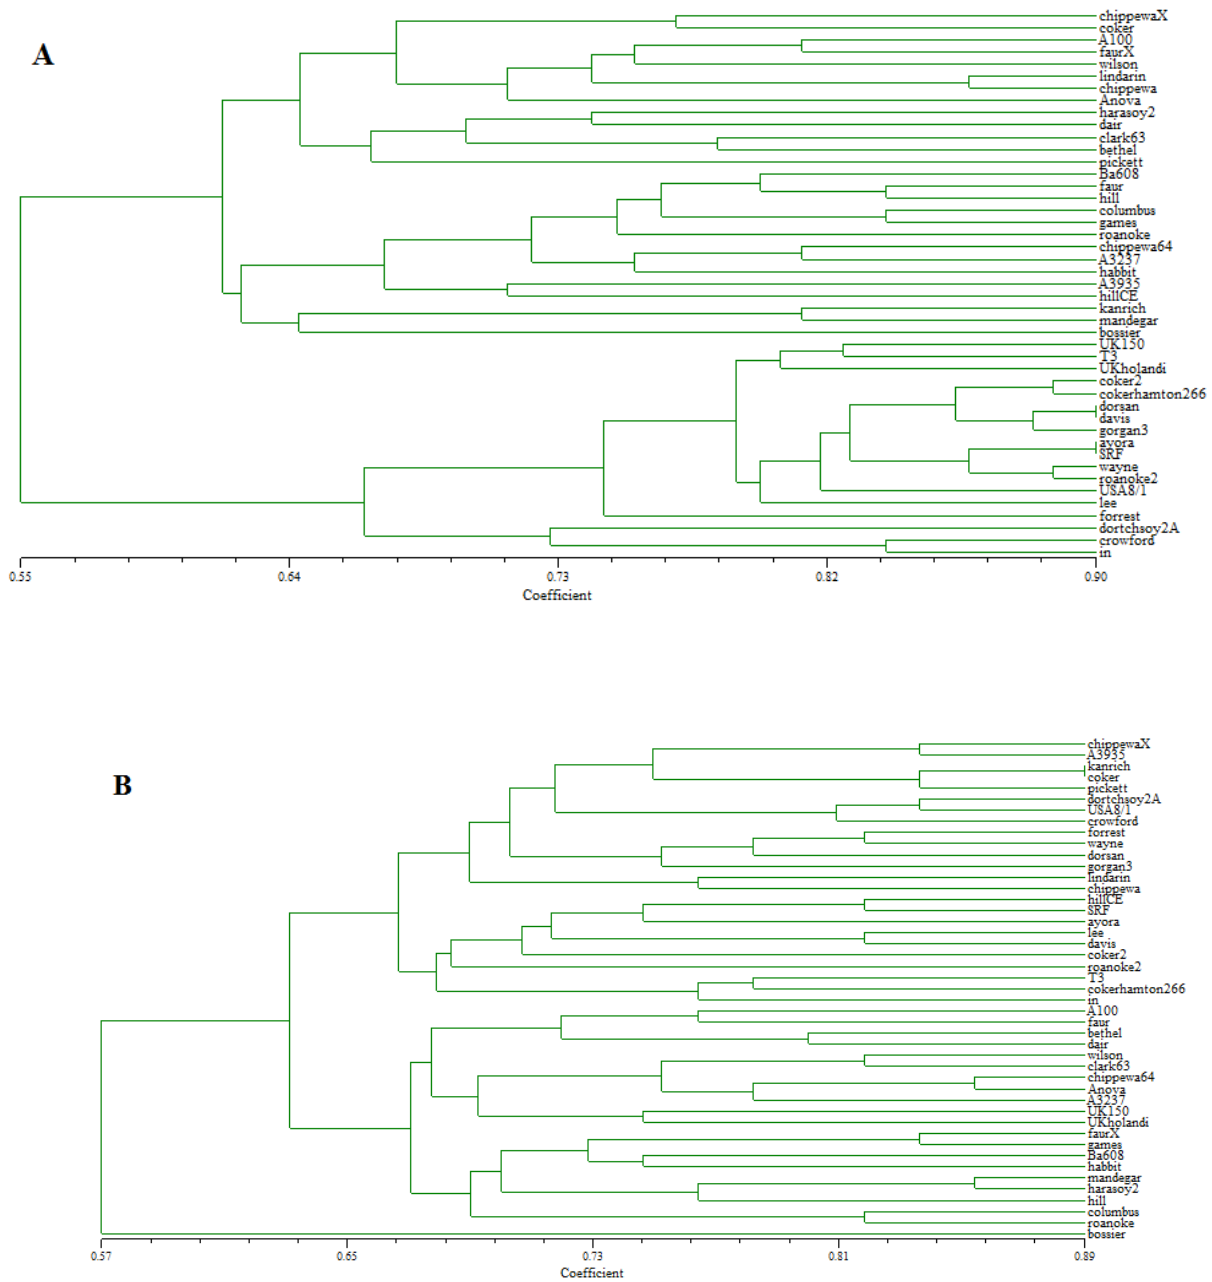 A
chippewaX
coker
A100
faurX
wilson
lindarin
chippewa
Anova
harasoy2
dair
clark63
bethel
pickett
Ba608
faur
hill
columbus
games
roanoke
chippewa64
A3237
habbit
A3935
hillCE
kanrich
mandegar
bossier
UK150
T3
UKholandi
coker2
cokerhamton266
dorsan
davis
gorgan3
ayora
SRF
wayne
roanoke2
USA8/1
lee
forrest
dortchsoy2A
crowford
in
0.55 0.64 0.73 0.82 0.90
Coefficient
B
chippewaX
A3935
kanrich
coker
pickett
dortchsoy2A
USA8/1
crowford
forrest
wayne
dorsan
gorgan3
lindarin
chippewa
hillCE
SRF
ayora
lee
davis
coker2
roanoke2
T3
cokerhamton266
in
A100
faur
bethel
dair
wilson
clark63
chippewa64
Anova
A3237
UK150
UKholandi
faurX
games
Ba608
habbit
mandegar
harasoy2
hill
columbus
roanoke
bossier
0.57 0.65 0.73 0.81 0.89
Coefficient